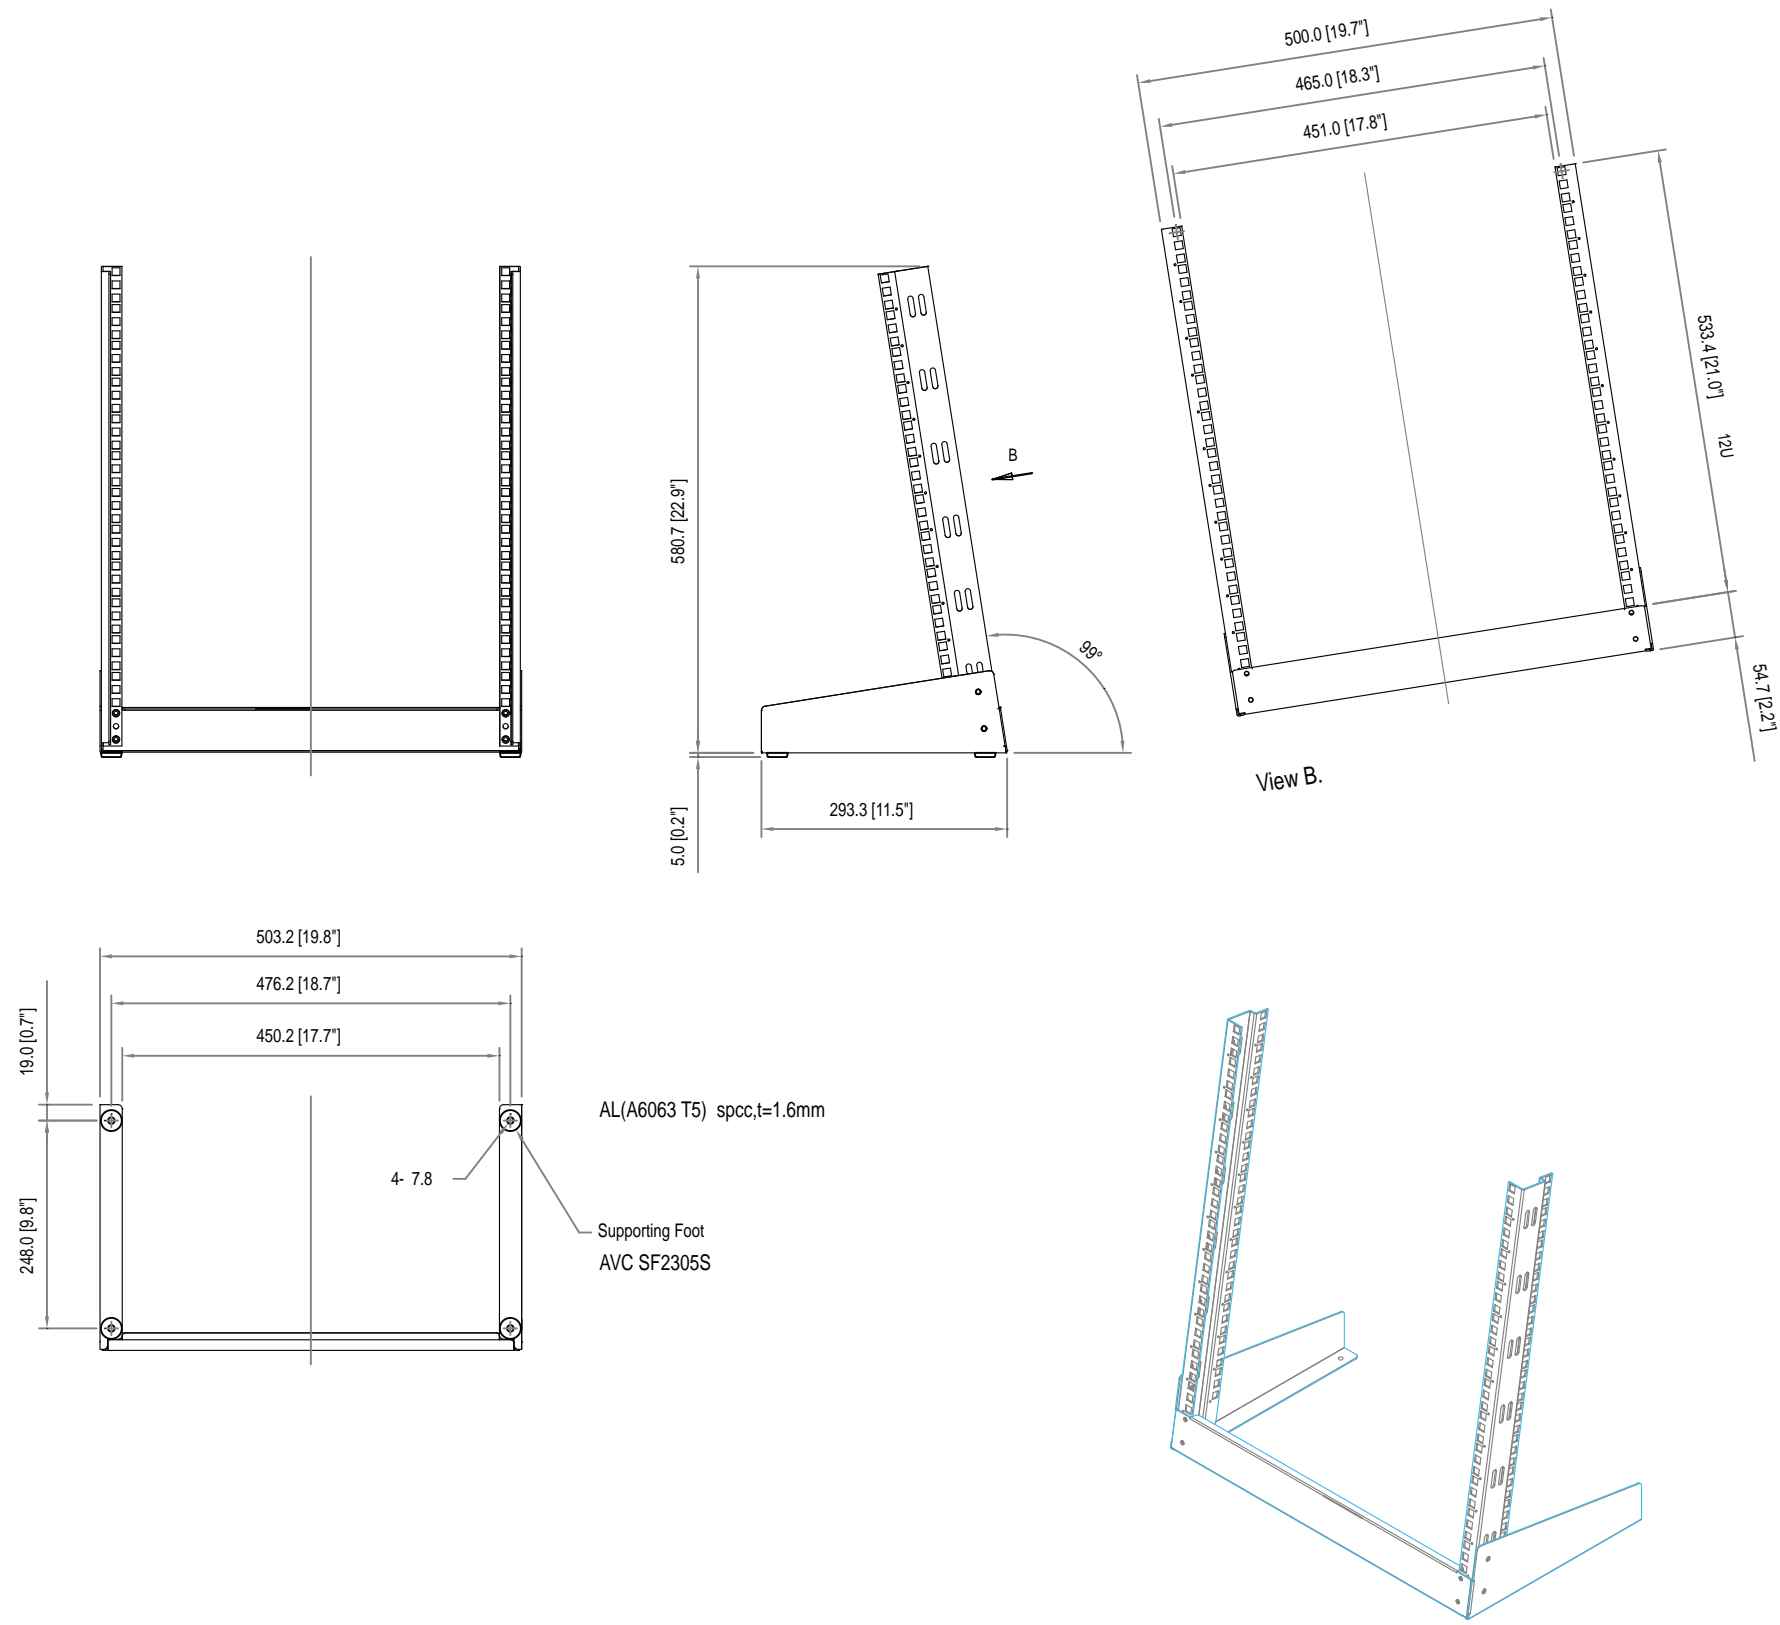 500.0 [19.7"]
465.0 [18.3"]
451.0 [17.8"]
533.4 [21.0"]
12U
54.7 [2.2"]
View B.
580.7 [22.9"]
B
99°
293.3 [11.5"]
5.0 [0.2"]
503.2 [19.8"]
476.2 [18.7"]
450.2 [17.7"]
19.0 [0.7"]
248.0 [9.8"]
4- 7.8
AL(A6063 T5) spcc,t=1.6mm
Supporting Foot
AVC SF2305S